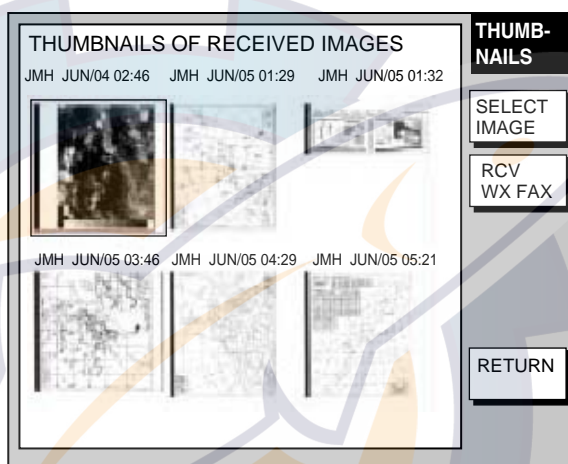 THUMBNAILS OF RECEIVED IMAGES
JMH JUN/04 02:46 JMH JUN/05 01:29 JMH JUN/05 01:32
JMH JUN/05 03:46 JMH JUN/05 04:29 JMH JUN/05 05:21
THUMB-
NAILS
SELECT
IMAGE
RCV
WX FAX
RETURN